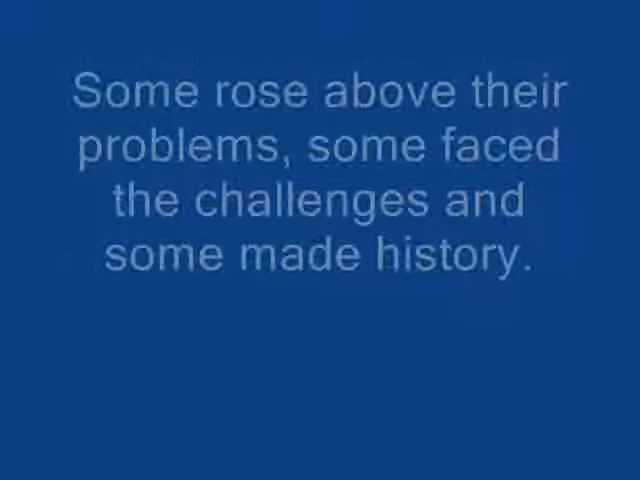 Some rose above their
problems, some faced
the challenges and
some made history.